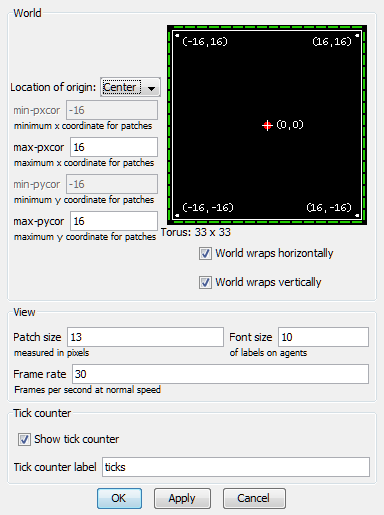 World
(-16,16) (16,16)
Location of origin: Center
min-pxcor -16
minimum x coordinate for patches
max-pxcor 16
maximum x coordinate for patches
(0,0)
min-pycor -16
minimum y coordinate for patches
max-pycor 16
maximum y coordinate for patches
(-16,-16) (16,-16)
Torus: 33 x 33
World wraps horizontally
World wraps vertically
View
Patch size 13 Font size 10
measured in pixels of labels on agents
Frame rate 30
Frames per second at normal speed
Tick counter
Show tick counter
Tick counter label ticks
OK Apply Cancel